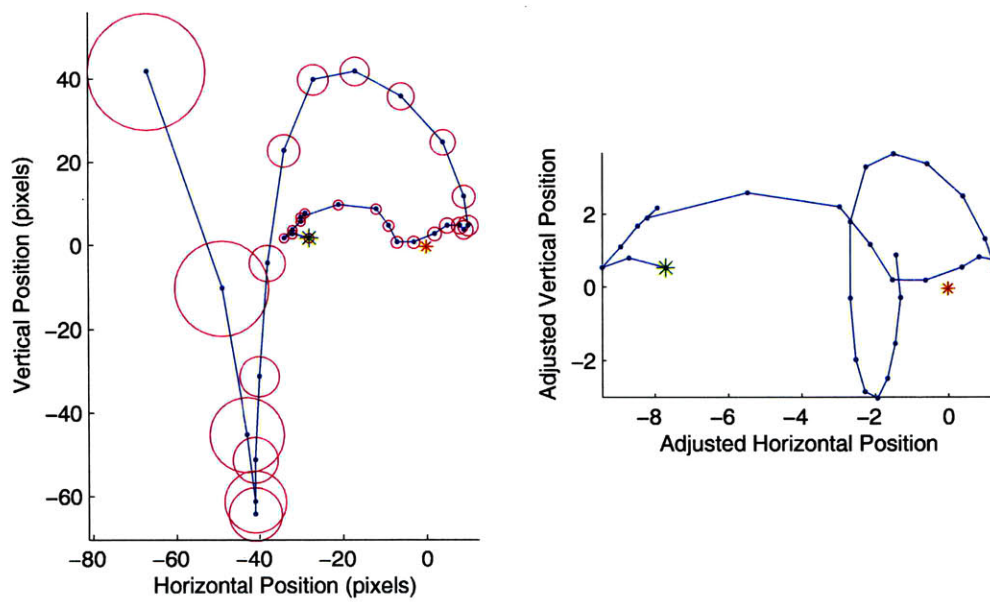 40
20
0
−20
−40
−60
Vertical Position (pixels)
−80 −60 −40 −20 0
Horizontal Position (pixels)
2
0
−2
Adjusted Vertical Position
−8 −6 −4 −2 0
Adjusted Horizontal Position